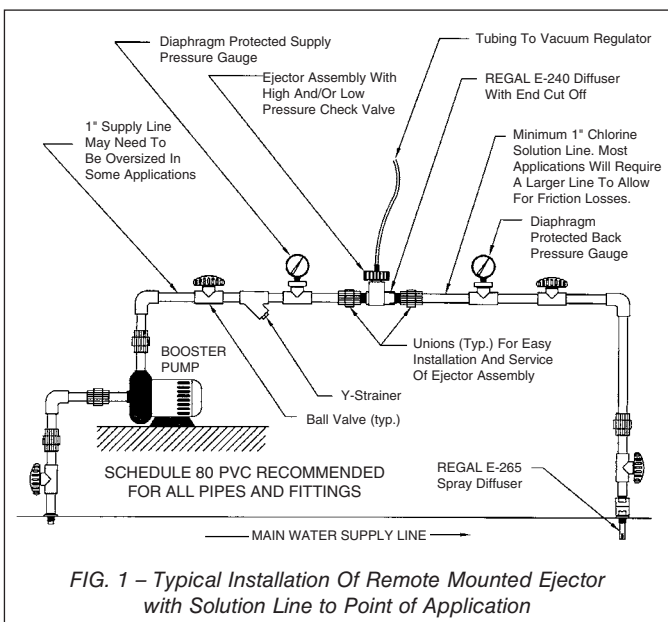 Diaphragm Protected Supply
Pressure Gauge
Ejector Assembly With
High And/Or Low
Pressure Check Valve
1" Supply Line
May Need To
Be Oversized In
Some Applications
Tubing To Vacuum Regulator
REGAL E-240 Diffuser
With End Cut Off
Minimum 1" Chlorine
Solution Line. Most
Applications Will Require
A Larger Line To Allow
For Friction Losses.
Diaphragm
Protected Back
Pressure Gauge
BOOSTER
PUMP
Unions (Typ.) For Easy
Installation And Service
Of Ejector Assembly
Y-Strainer
Ball Valve (typ.)
SCHEDULE 80 PVC RECOMMENDED
FOR ALL PIPES AND FITTINGS
REGAL E-265
Spray Diffuser
MAIN WATER SUPPLY LINE
FIG. 1 – Typical Installation Of Remote Mounted Ejector
with Solution Line to Point of Application